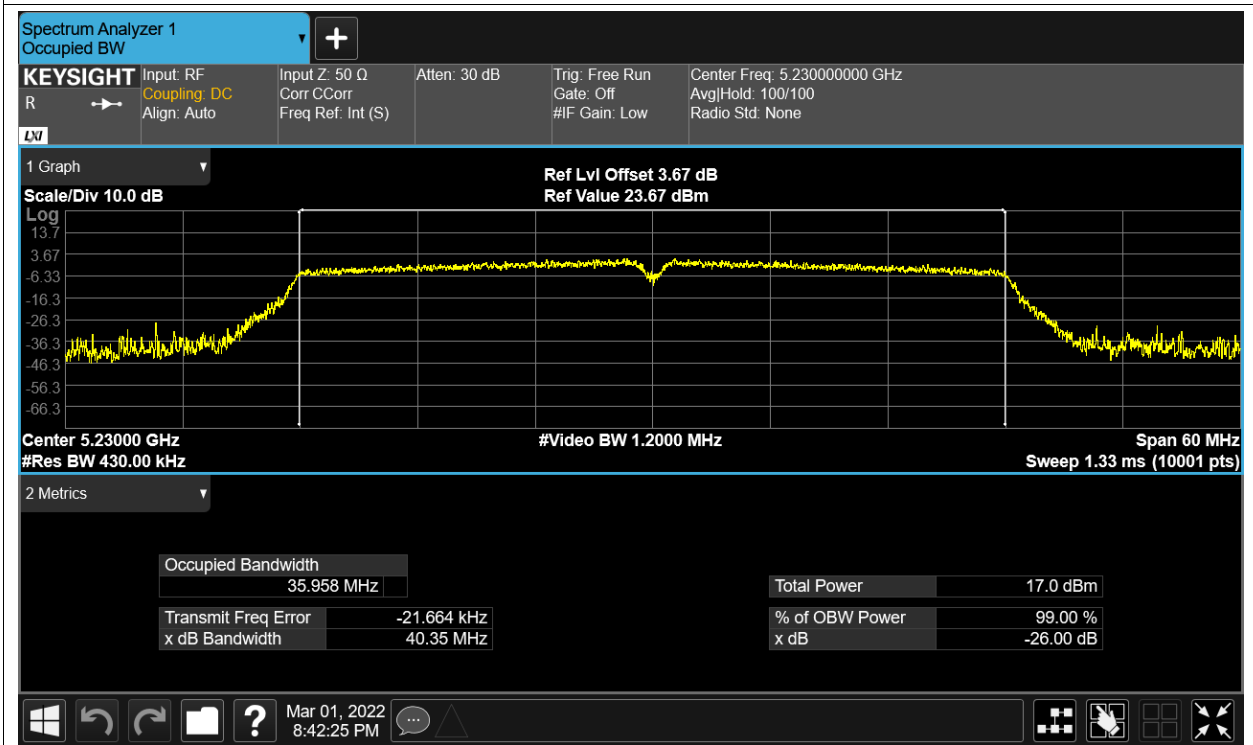 Spectrum Analyzer 1
Occupied BW
KEYSIGHT
R
LXI
Input: RF
Coupling: DC
Align: Auto
Input Z: 50 Ω
Corr CCorr
Freq Ref: Int (S)
Atten: 30 dB
Trig: Free Run
Gate: Off
#IF Gain: Low
Center Freq: 5.230000000 GHz
Avg|Hold: 100/100
Radio Std: None
1 Graph
Scale/Div 10.0 dB
Ref Lvl Offset 3.67 dB
Ref Value 23.67 dBm
Log
13.7
3.67
-6.33
-16.3
-26.3
-36.3
-46.3
-56.3
-66.3
Center 5.23000 GHz
#Video BW 1.2000 MHz
Span 60 MHz
#Res BW 430.00 kHz
Sweep 1.33 ms (10001 pts)
2 Metrics
Occupied Bandwidth
35.958 MHz
Total Power 17.0 dBm
Transmit Freq Error -21.664 kHz
% of OBW Power 99.00 %
x dB Bandwidth 40.35 MHz
x dB -26.00 dB
?
Mar 01, 2022
8:42:25 PM